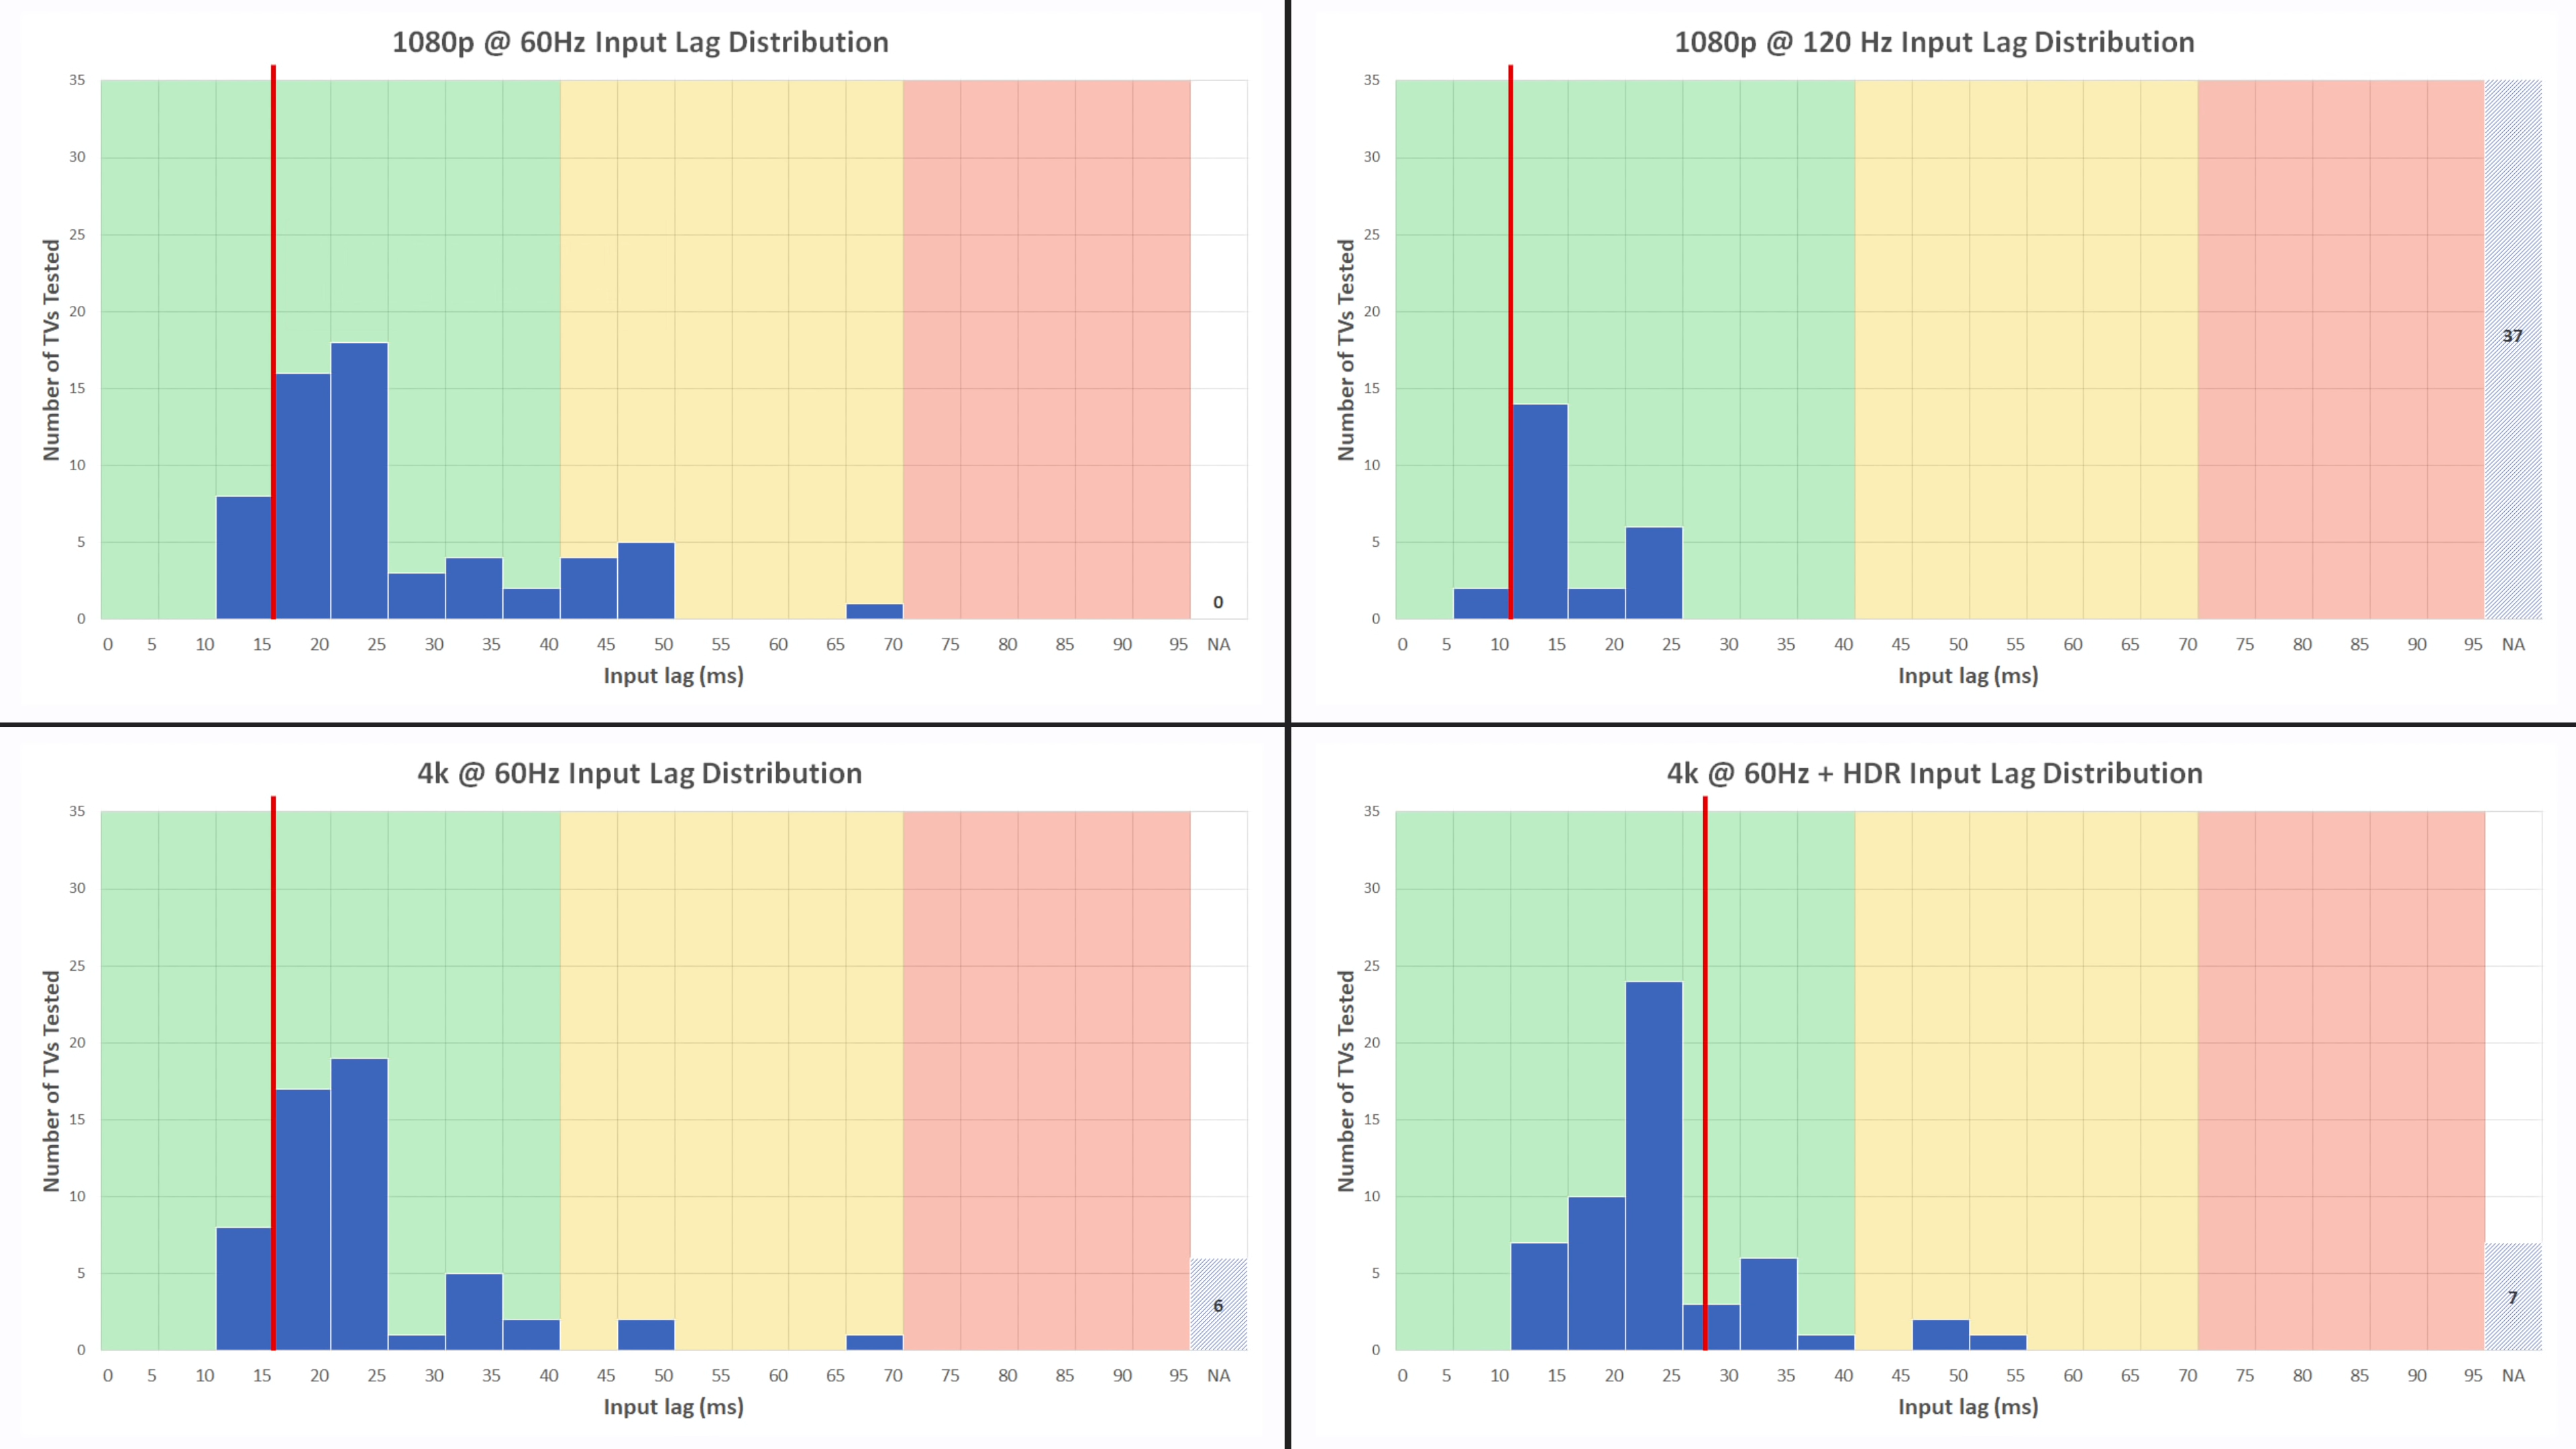 1080p @ 60Hz Input Lag Distribution
35
30
25
20
15
10
5
0
Number of TVs Tested
0
0 5 10 15 20 25 30 35 40 45 50 55 60 65 70 75 80 85 90 95 NA
Input lag (ms)
1080p @ 120 Hz Input Lag Distribution
35
30
25
20
15
10
5
0
Number of TVs Tested
37
0 5 10 15 20 25 30 35 40 45 50 55 60 65 70 75 80 85 90 95 NA
Input lag (ms)
4k @ 60Hz Input Lag Distribution
35
30
25
20
15
10
5
0
Number of TVs Tested
6
0 5 10 15 20 25 30 35 40 45 50 55 60 65 70 75 80 85 90 95 NA
Input lag (ms)
4k @ 60Hz + HDR Input Lag Distribution
35
30
25
20
15
10
5
0
Number of TVs Tested
7
0 5 10 15 20 25 30 35 40 45 50 55 60 65 70 75 80 85 90 95 NA
Input lag (ms)